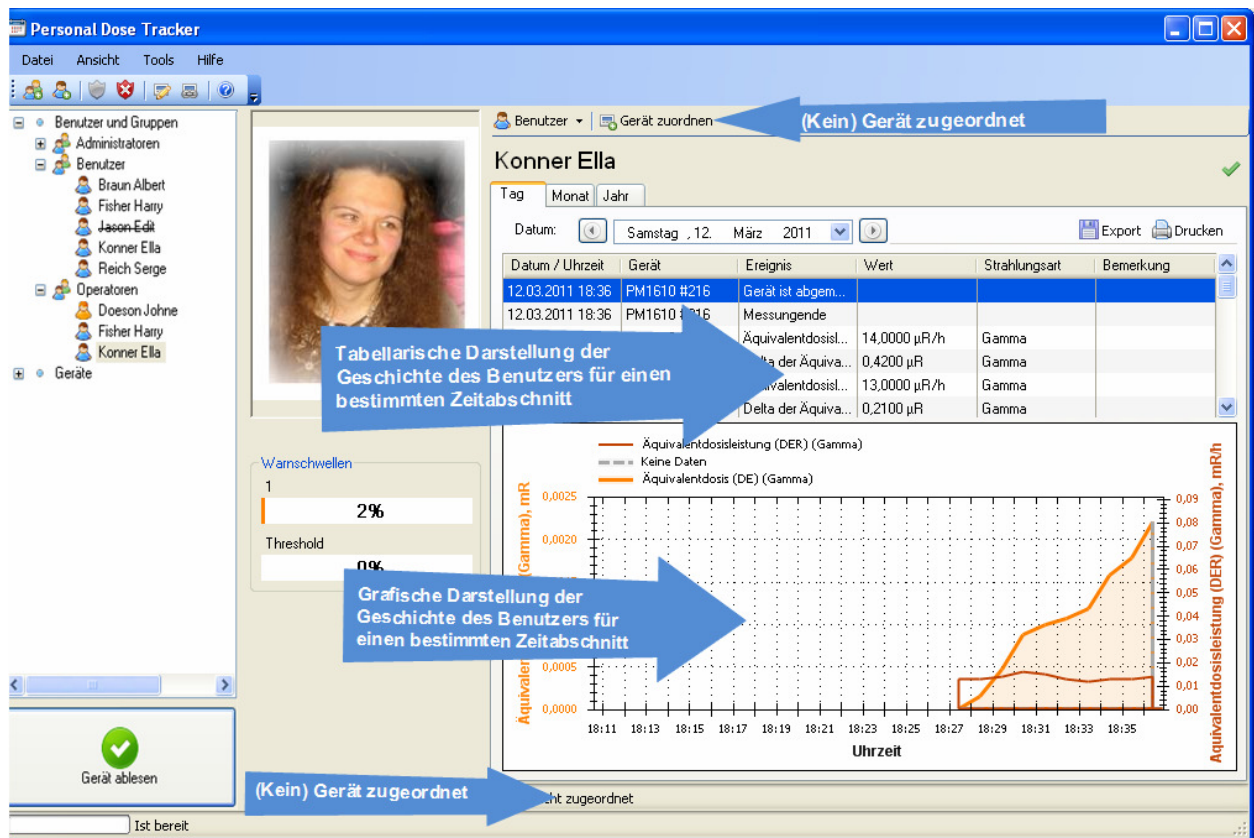 Personal Dose Tracker
Datei Ansicht Tools Hilfe
Benutzer und Gruppen
Administratoren
Benutzer
Braun Albert
Fisher Harry
Jason Edit
Konner Ella
Reich Serge
Operatoren
Doeson Johne
Fisher Harry
Konner Ella
Geräte
Gerät ablesen
Warnschwellen
1
2%
Threshold
0%
Benutzer Gerät zuordnen
(Kein) Gerät zugeordnet
Konner Ella
Tag Monat Jahr
Datum: Samstag , 12. März 2011 Export Drucken
Datum / Uhrzeit Gerät Ereignis Wert Strahlungsart Bemerkung
12.03.2011 18:36 PM1610 #216 Gerät ist abgem...
12.03.2011 18:36 PM1610 #216 Messungende
Äquivalentdosisl... 14,0000 µR/h Gamma
der Äquiva... 0,4200 µR Gamma
13,0000 µR/h Gamma
Delta der Äquiva... 0,2100 µR Gamma
Tabellarische Darstellung der
Geschichte des Benutzers für einen
bestimmten Zeitabschnitt
Äquivalentdosisleistung (DER) (Gamma)
Keine Daten
Äquivalentdosis (DE) (Gamma)
(Gamma), mR
0,0025
0,0020
0,0005
0,0000
Grafische Darstellung der
Geschichte des Benutzers für
einen bestimmten Zeitabschnitt
0,09
0,08
0,07
0,06
0,05
0,04
0,03
0,02
0,01
0,00
Äquivalentdosisleistung (DER) (Gamma), mR/h
18:11 18:13 18:15 18:17 18:19 18:21 18:23 18:25 18:27 18:29 18:31 18:33 18:35
Uhrzeit
(Kein) Gerät zugeordnet
zugeordnet
Ist bereit